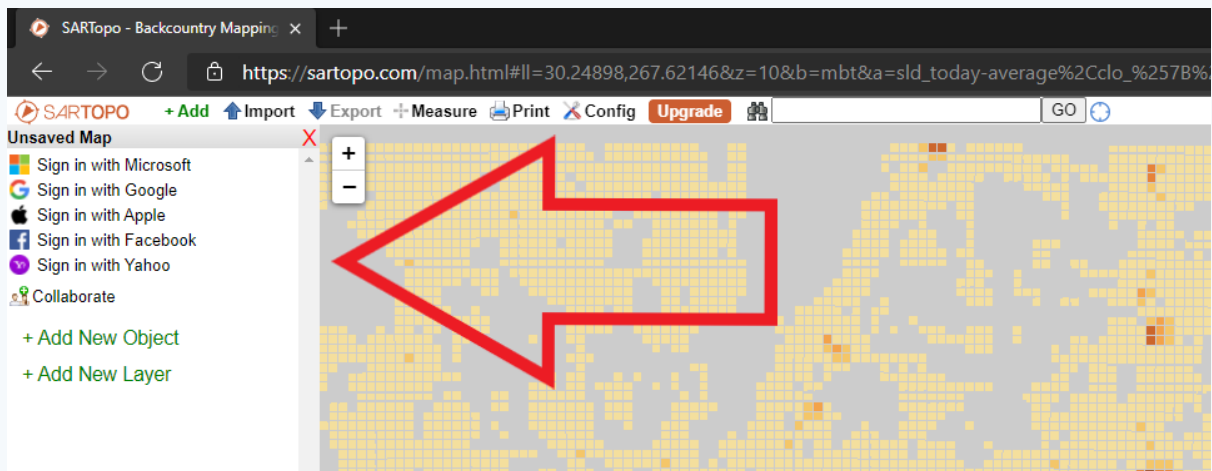 SARTopo - Backcountry Mapping
https://sartopo.com/map.html#ll=30.24898,267.62146&z=10&b=mbt&a=sld_today-average%2Cclo_%257B%2
SARTOPO + Add Import Export Measure Print Config Upgrade GO
Unsaved Map X
+
Sign in with Microsoft
−
Sign in with Google
Sign in with Apple
Sign in with Facebook
Sign in with Yahoo
Collaborate
+ Add New Object
+ Add New Layer